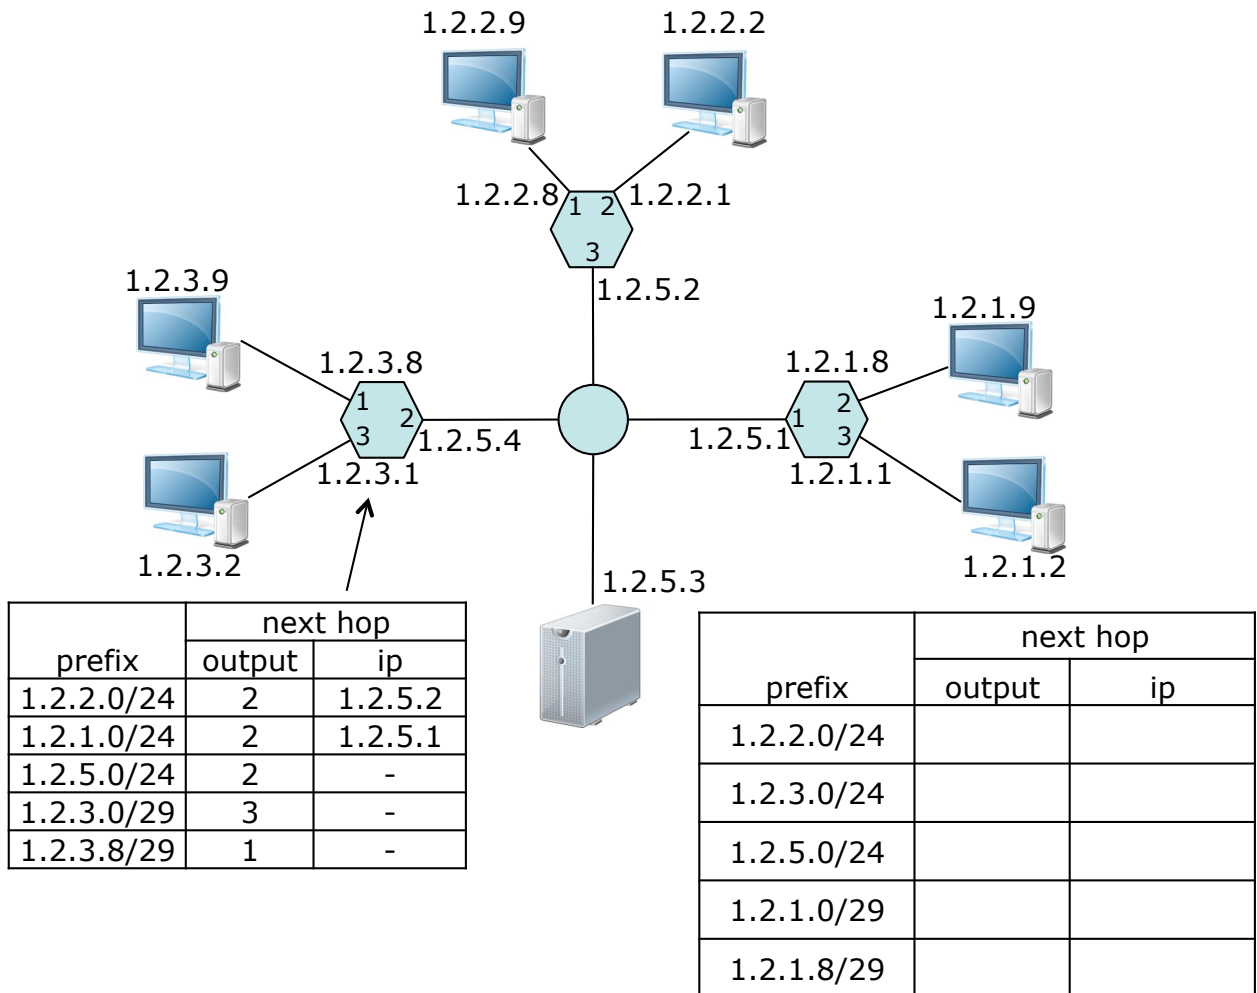 1.2.2.9 1.2.2.2
1.2.2.8 1 2 1.2.2.1
3
1.2.5.2
1.2.3.9
1.2.1.9
1.2.3.8 1.2.1.8
1 2 3
1.2.5.4
1.2.5.1
1 2 3
1.2.3.1 1.2.1.1
1.2.3.2 1.2.1.2
1.2.5.3
next hop
prefix output ip
1.2.2.0/24 2 1.2.5.2
1.2.1.0/24 2 1.2.5.1
1.2.5.0/24 2 -
1.2.3.0/29 3 -
1.2.3.8/29 1 -
next hop
prefix output ip
1.2.2.0/24
1.2.3.0/24
1.2.5.0/24
1.2.1.0/29
1.2.1.8/29